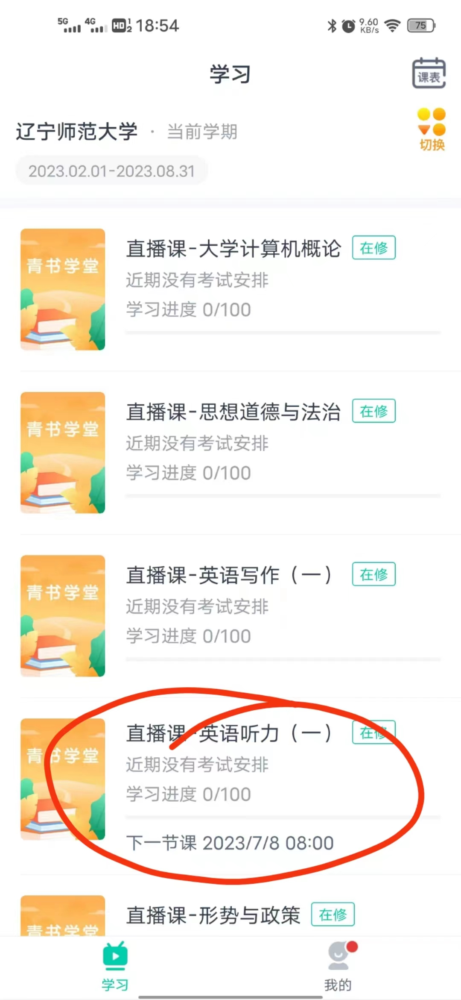 5G 4G HD 1 2 18:54 9.60 KB/s 75
学习
课表
辽宁师范大学 · 当前学期
切换
2023.02.01-2023.08.31
青书学堂
直播课-大学计算机概论 在修
近期没有考试安排
学习进度 0/100
青书学堂
直播课-思想道德与法治 在修
近期没有考试安排
学习进度 0/100
青书学堂
直播课-英语写作（一） 在修
近期没有考试安排
学习进度 0/100
青书学堂
直播课-英语听力（一） 在修
近期没有考试安排
学习进度 0/100
下一节课 2023/7/8 08:00
青书学堂
直播课-形势与政策 在修
学习
我的